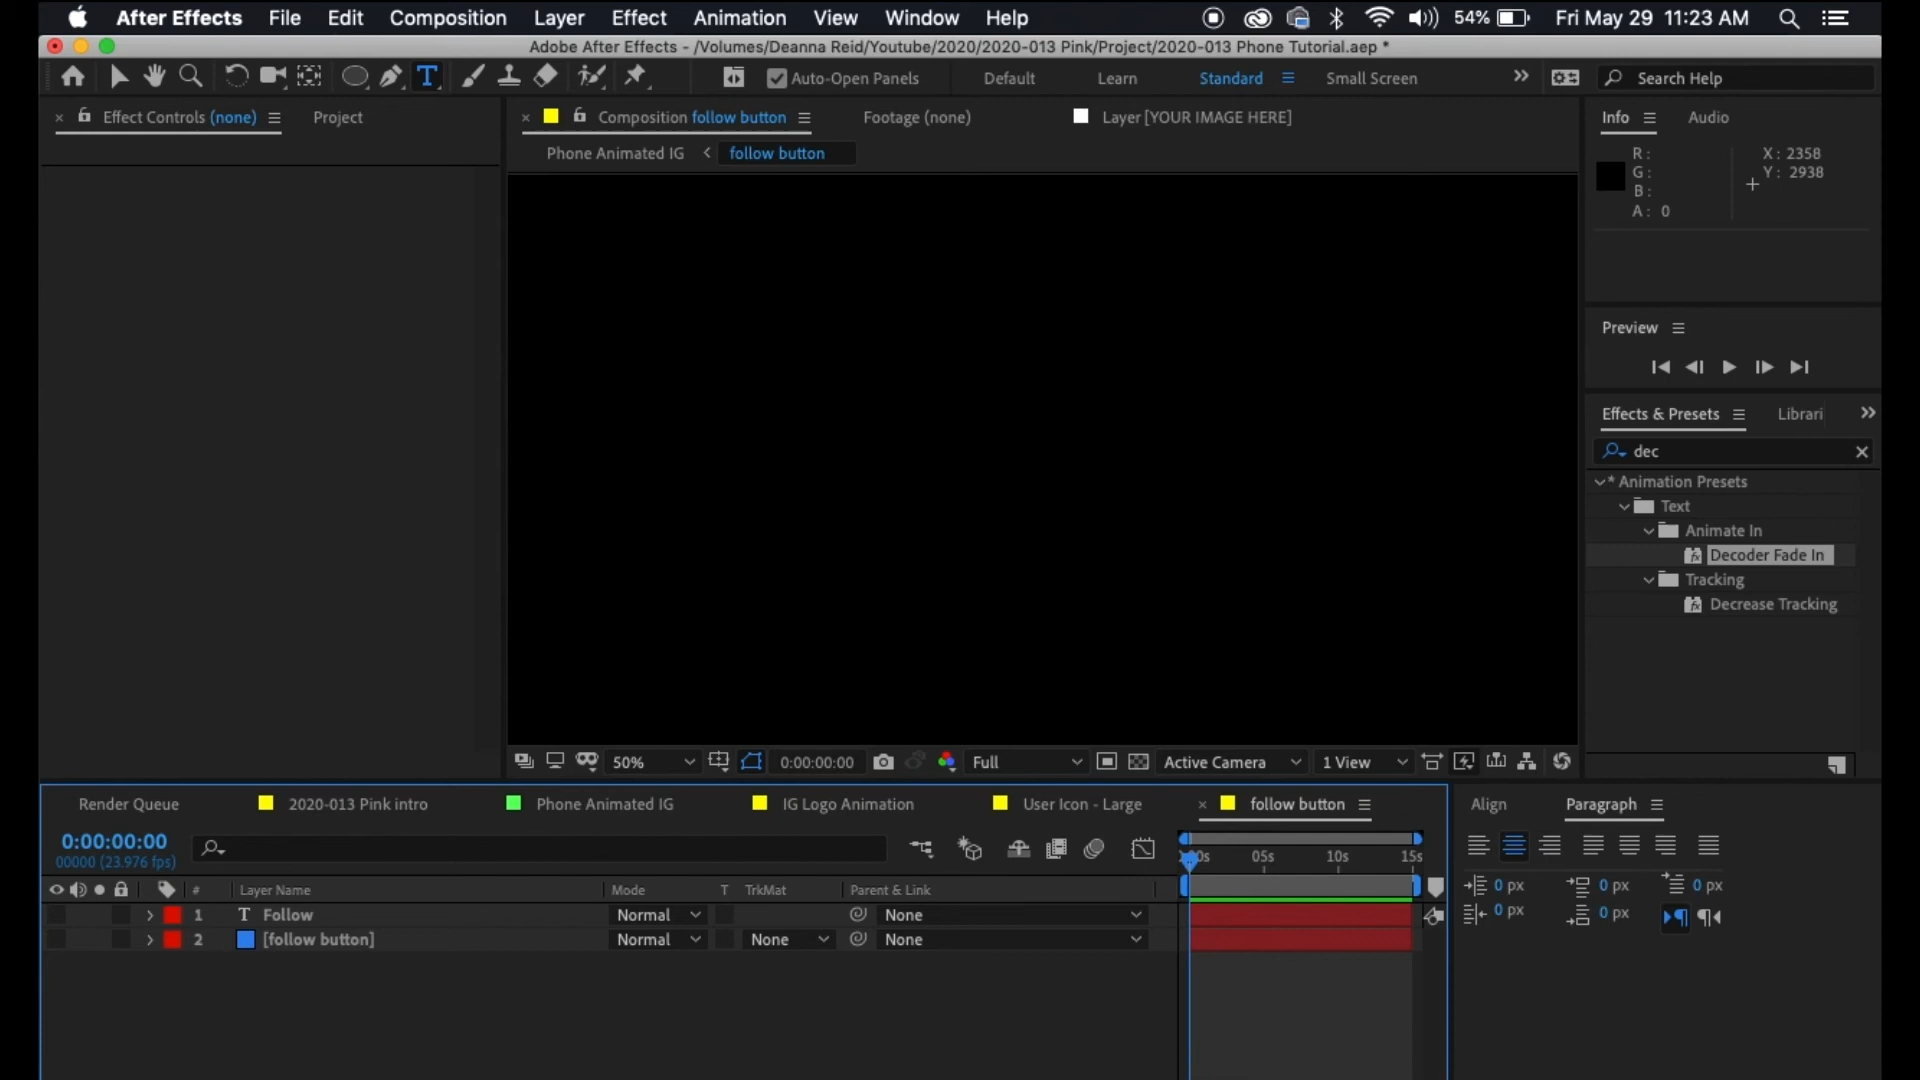 After Effects File Edit Composition Layer Effect Animation View Window Help 54% Fri May 29 11:23 AM
Adobe After Effects - /Volumes/Deanna Reid/Youtube/2020/2020-013 Pink/Project/2020-013 Phone Tutorial.aep *
T Auto-Open Panels Default Learn Standard Small Screen Search Help
Effect Controls (none) Project Composition follow button Footage (none) Layer [YOUR IMAGE HERE] Info Audio
Phone Animated IG < follow button
R: X: 2358
G: Y: 2938
B:
A: 0
Preview
Effects & Presets Librari
dec
* Animation Presets
Text
Animate In
Decoder Fade In
Tracking
Decrease Tracking
50% 0:00:00:00 Full Active Camera 1 View
Render Queue 2020-013 Pink intro Phone Animated IG IG Logo Animation User Icon - Large follow button Align Paragraph
0:00:00:00
00000 (23.976 fps)
05s 10s 15s
# Layer Name Mode T TrkMat Parent & Link
0 px 0 px 0 px
0 px 0 px
1 T Follow Normal None
2 [follow button] Normal None None